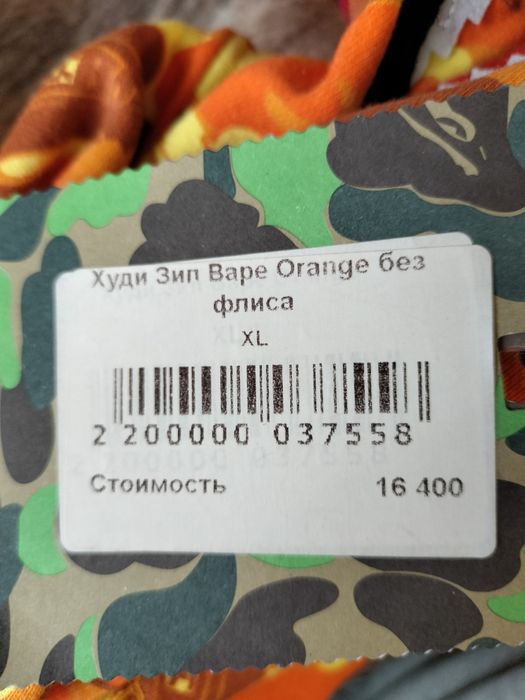 Худи Зип Bape Orange без
флиса
XL
2 200000 037558
Стоимость 16 400